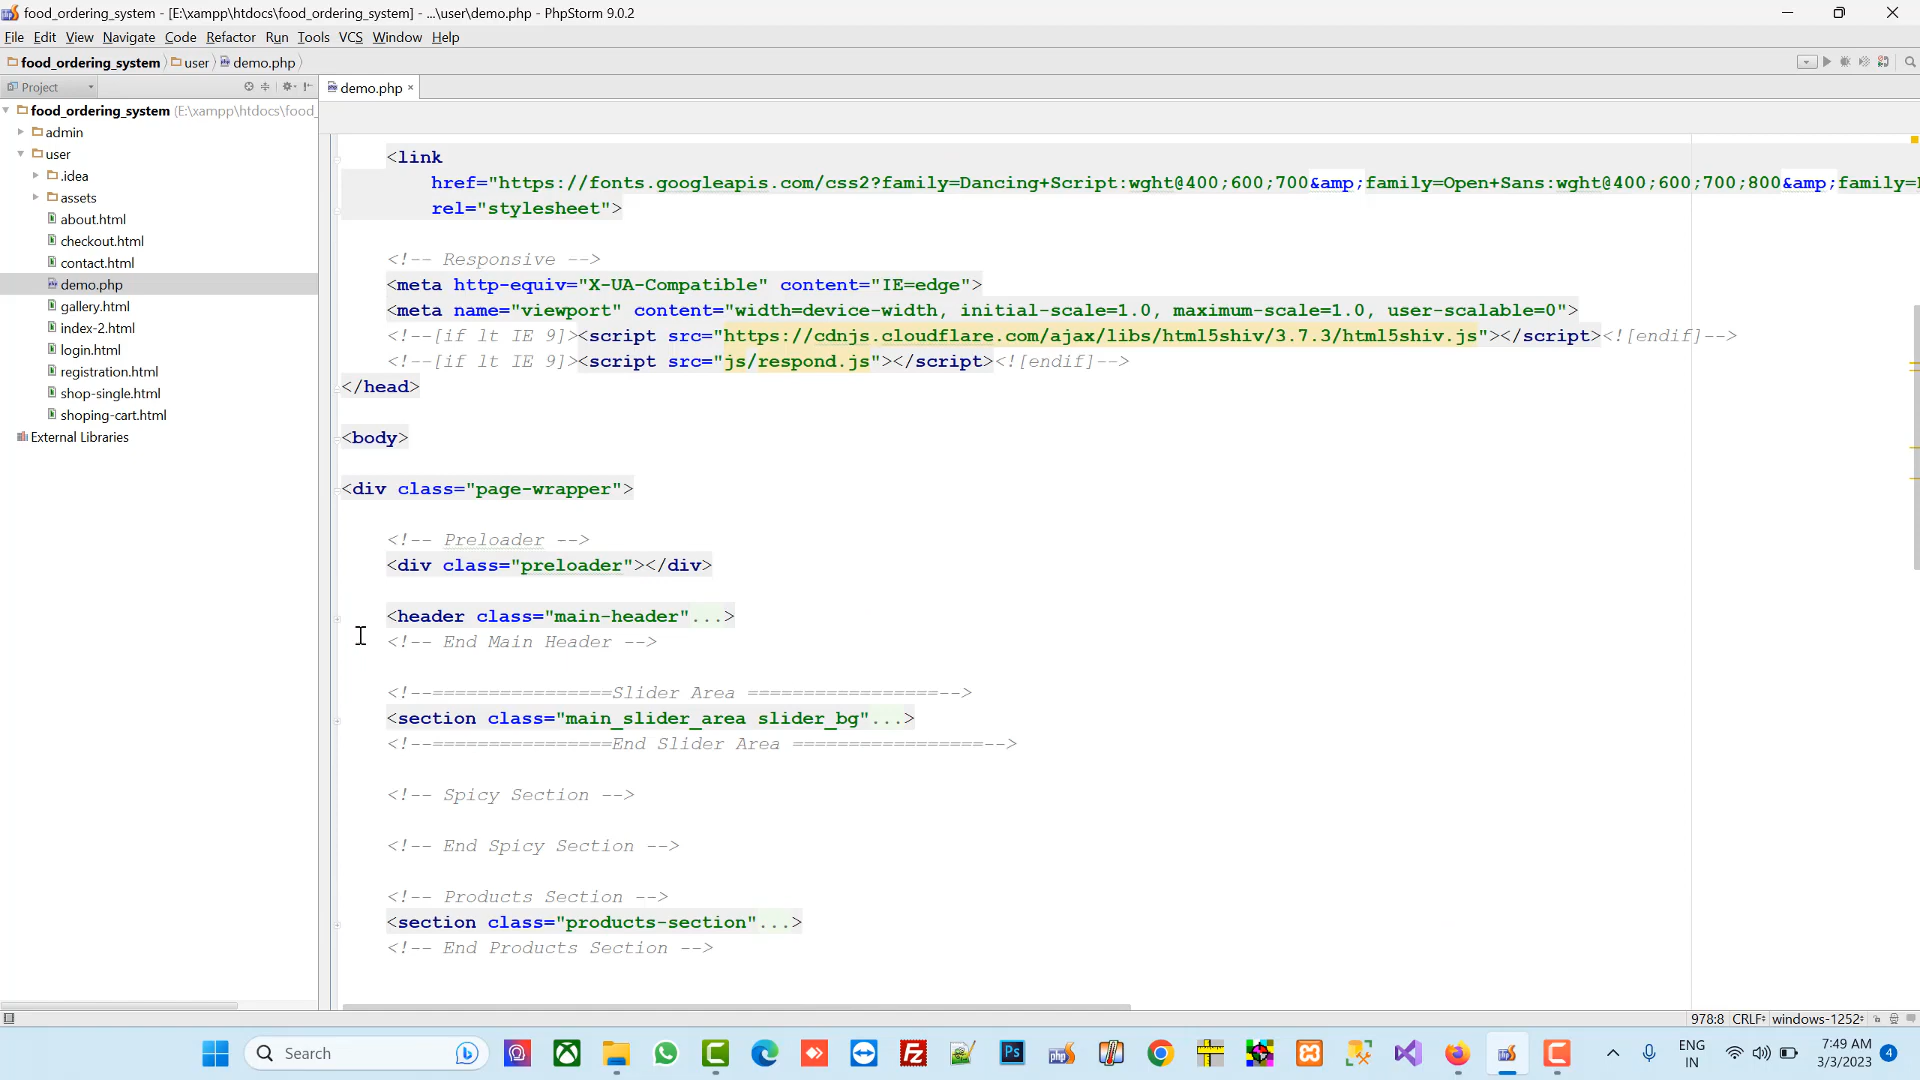 food_ordering_system - [E:\xampp\htdocs\food_ordering_system] - ...\user\demo.php - PhpStorm 9.0.2
File Edit View Navigate Code Refactor Run Tools VCS Window Help
food_ordering_system user demo.php
Project
demo.php
food_ordering_system (E:\xampp\htdocs\food_
admin
user
.idea
assets
about.html
checkout.html
contact.html
demo.php
gallery.html
index-2.html
login.html
registration.html
shop-single.html
shoping-cart.html
External Libraries
<link
href="https://fonts.googleapis.com/css2?family=Dancing+Script:wght@400;600;700&amp;family=Open+Sans:wght@400;600;700;800&amp;family=
rel="stylesheet">
<!-- Responsive -->
<meta http-equiv="X-UA-Compatible" content="IE=edge">
<meta name="viewport" content="width=device-width, initial-scale=1.0, maximum-scale=1.0, user-scalable=0">
<!--[if lt IE 9]><script src="https://cdnjs.cloudflare.com/ajax/libs/html5shiv/3.7.3/html5shiv.js"></script><![endif]-->
<!--[if lt IE 9]><script src="js/respond.js"></script><![endif]-->
</head>
<body>
<div class="page-wrapper">
<!-- Preloader -->
<div class="preloader"></div>
<header class="main-header"...>
<!-- End Main Header -->
<!--================Slider Area =================-->
<section class="main_slider_area slider_bg"...>
<!--================End Slider Area =================-->
<!-- Spicy Section -->
<!-- End Spicy Section -->
<!-- Products Section -->
<section class="products-section"...>
<!-- End Products Section -->
978:8 CRLF windows-1252
Search
ENG
IN
7:49 AM
3/3/2023
4